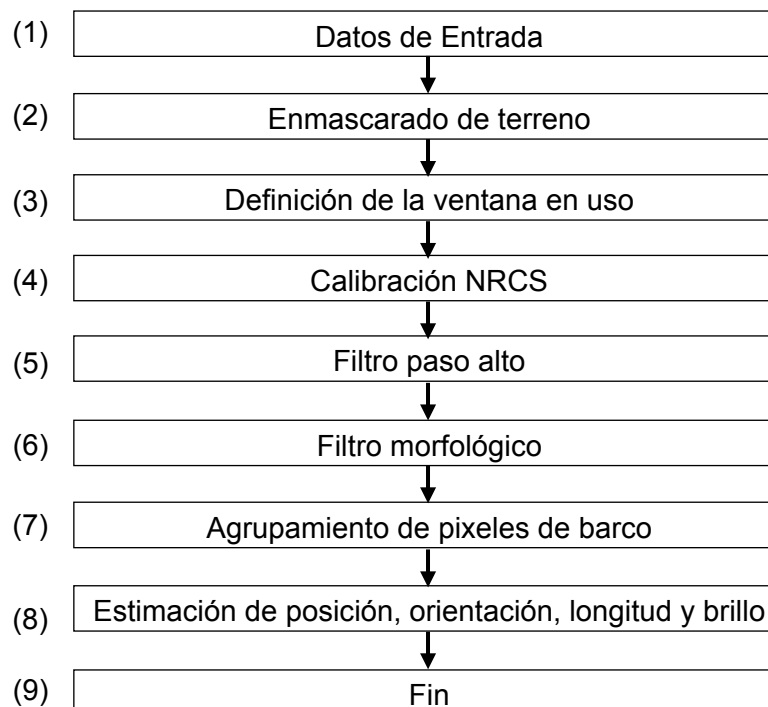 (1) Datos de Entrada
(2) Enmascarado de terreno
(3) Definición de la ventana en uso
(4) Calibración NRCS
(5) Filtro paso alto
(6) Filtro morfológico
(7) Agrupamiento de pixeles de barco
(8) Estimación de posición, orientación, longitud y brillo
(9) Fin